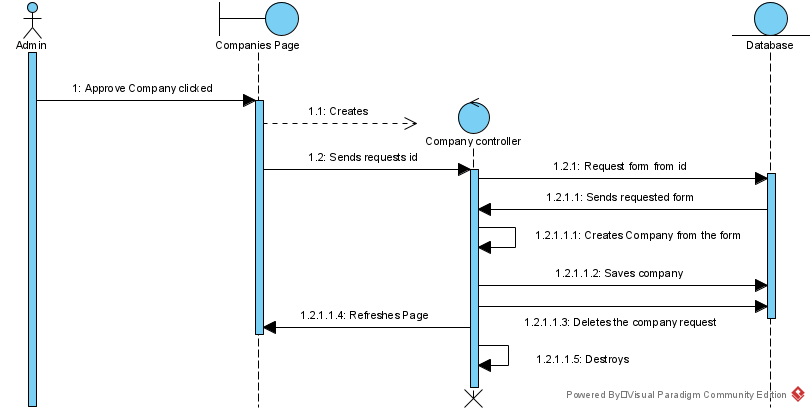 Admin
Companies Page
Database
1: Approve Company clicked
1.1: Creates
Company controller
1.2: Sends requests id
1.2.1: Request form from id
1.2.1.1: Sends requested form
1.2.1.1.1: Creates Company from the form
1.2.1.1.2: Saves company
1.2.1.1.4: Refreshes Page
1.2.1.1.3: Deletes the company request
1.2.1.1.5: Destroys
Powered By□Visual Paradigm Community Edition